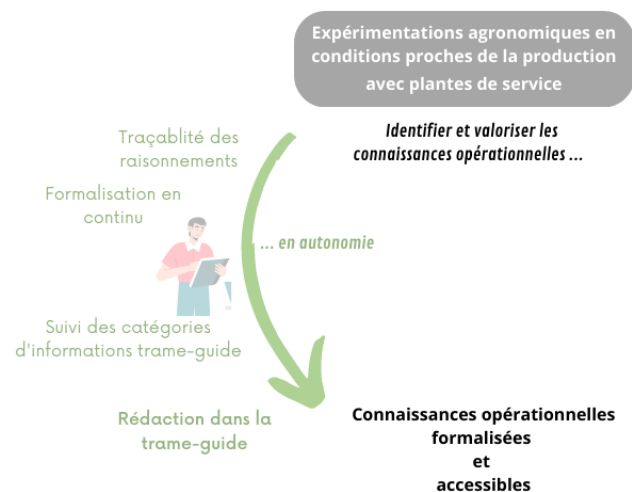 Expérimentations agronomiques en
conditions proches de la production
avec plantes de service
Identifier et valoriser les
connaissances opérationnelles ...
Traçablité des
raisonnements
Formalisation en
continu
... en autonomie
Suivi des catégories
d'informations trame-guide
Rédaction dans la
trame-guide
Connaissances opérationnelles
formalisées
et
accessibles